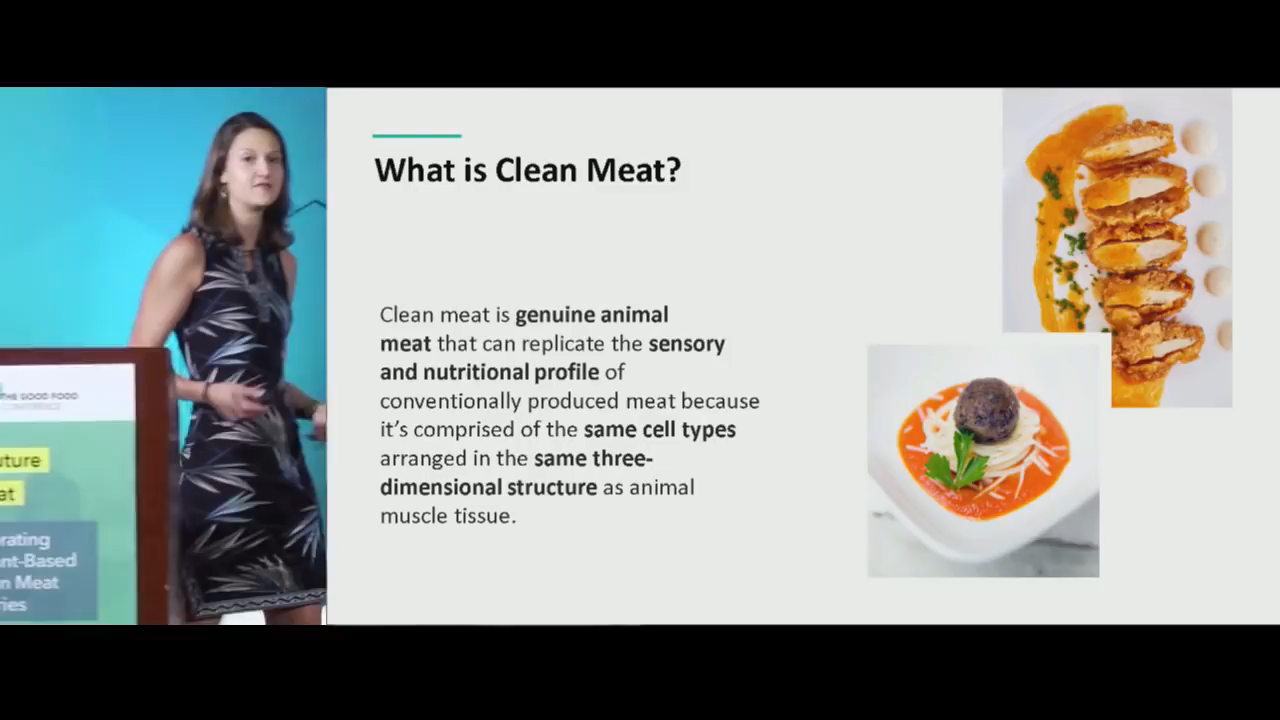 What is Clean Meat?
Clean meat is genuine animal
meat that can replicate the sensory
and nutritional profile of
conventionally produced meat because
it's comprised of the same cell types
arranged in the same three-
dimensional structure as animal
muscle tissue.
THE GOOD FOOD
CONFERENCE
uture
at
rating
nt-Based
n Meat
ries